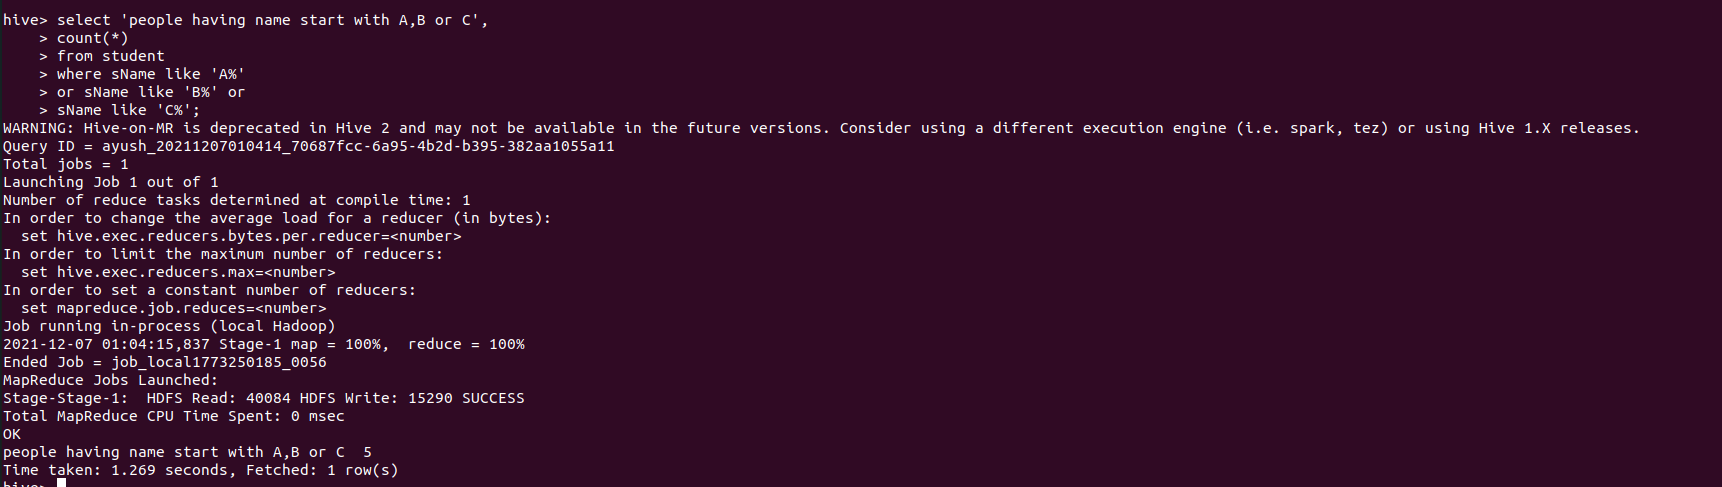 hive> select 'people having name start with A,B or C',
    > count(*)
    > from student
    > where sName like 'A%'
    > or sName like 'B%' or
    > sName like 'C%';
WARNING: Hive-on-MR is deprecated in Hive 2 and may not be available in the future versions. Consider using a different execution engine (i.e. spark, tez) or using Hive 1.X releases.
Query ID = ayush_20211207010414_70687fcc-6a95-4b2d-b395-382aa1055a11
Total jobs = 1
Launching Job 1 out of 1
Number of reduce tasks determined at compile time: 1
In order to change the average load for a reducer (in bytes):
  set hive.exec.reducers.bytes.per.reducer=<number>
In order to limit the maximum number of reducers:
  set hive.exec.reducers.max=<number>
In order to set a constant number of reducers:
  set mapreduce.job.reduces=<number>
Job running in-process (local Hadoop)
2021-12-07 01:04:15,837 Stage-1 map = 100%,  reduce = 100%
Ended Job = job_local1773250185_0056
MapReduce Jobs Launched:
Stage-Stage-1:  HDFS Read: 40084 HDFS Write: 15290 SUCCESS
Total MapReduce CPU Time Spent: 0 msec
OK
people having name start with A,B or C  5
Time taken: 1.269 seconds, Fetched: 1 row(s)
hive>